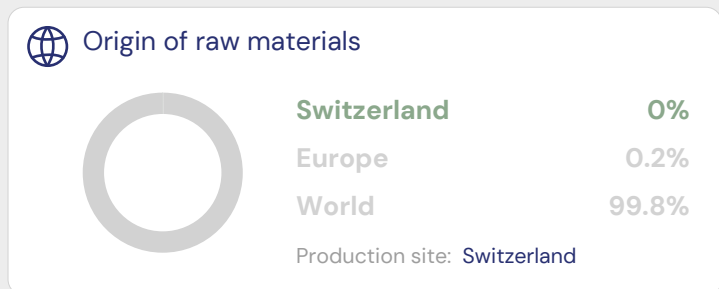 Origin of raw materials
Switzerland 0%
Europe 0.2%
World 99.8%
Production site: Switzerland